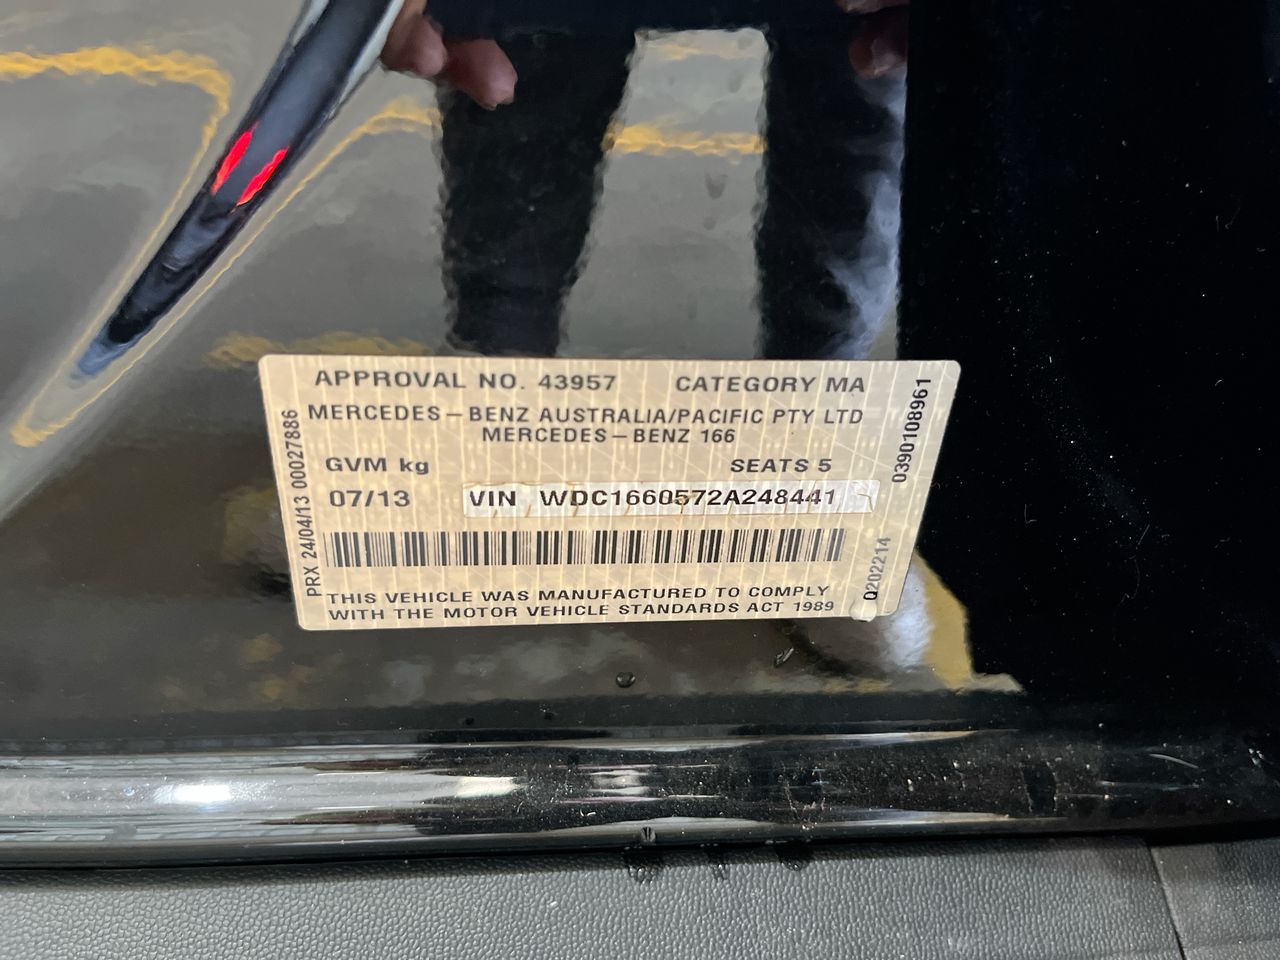 APPROVAL NO. 43957 CATEGORY MA
MERCEDES-BENZ AUSTRALIA/PACIFIC PTY LTD
MERCEDES-BENZ 166
GVM kg SEATS 5
07/13 VIN WDC1660572A248441
THIS VEHICLE WAS MANUFACTURED TO COMPLY
WITH THE MOTOR VEHICLE STANDARDS ACT 1989
PRX 24/04/13 00027886
0390108961
Q202214